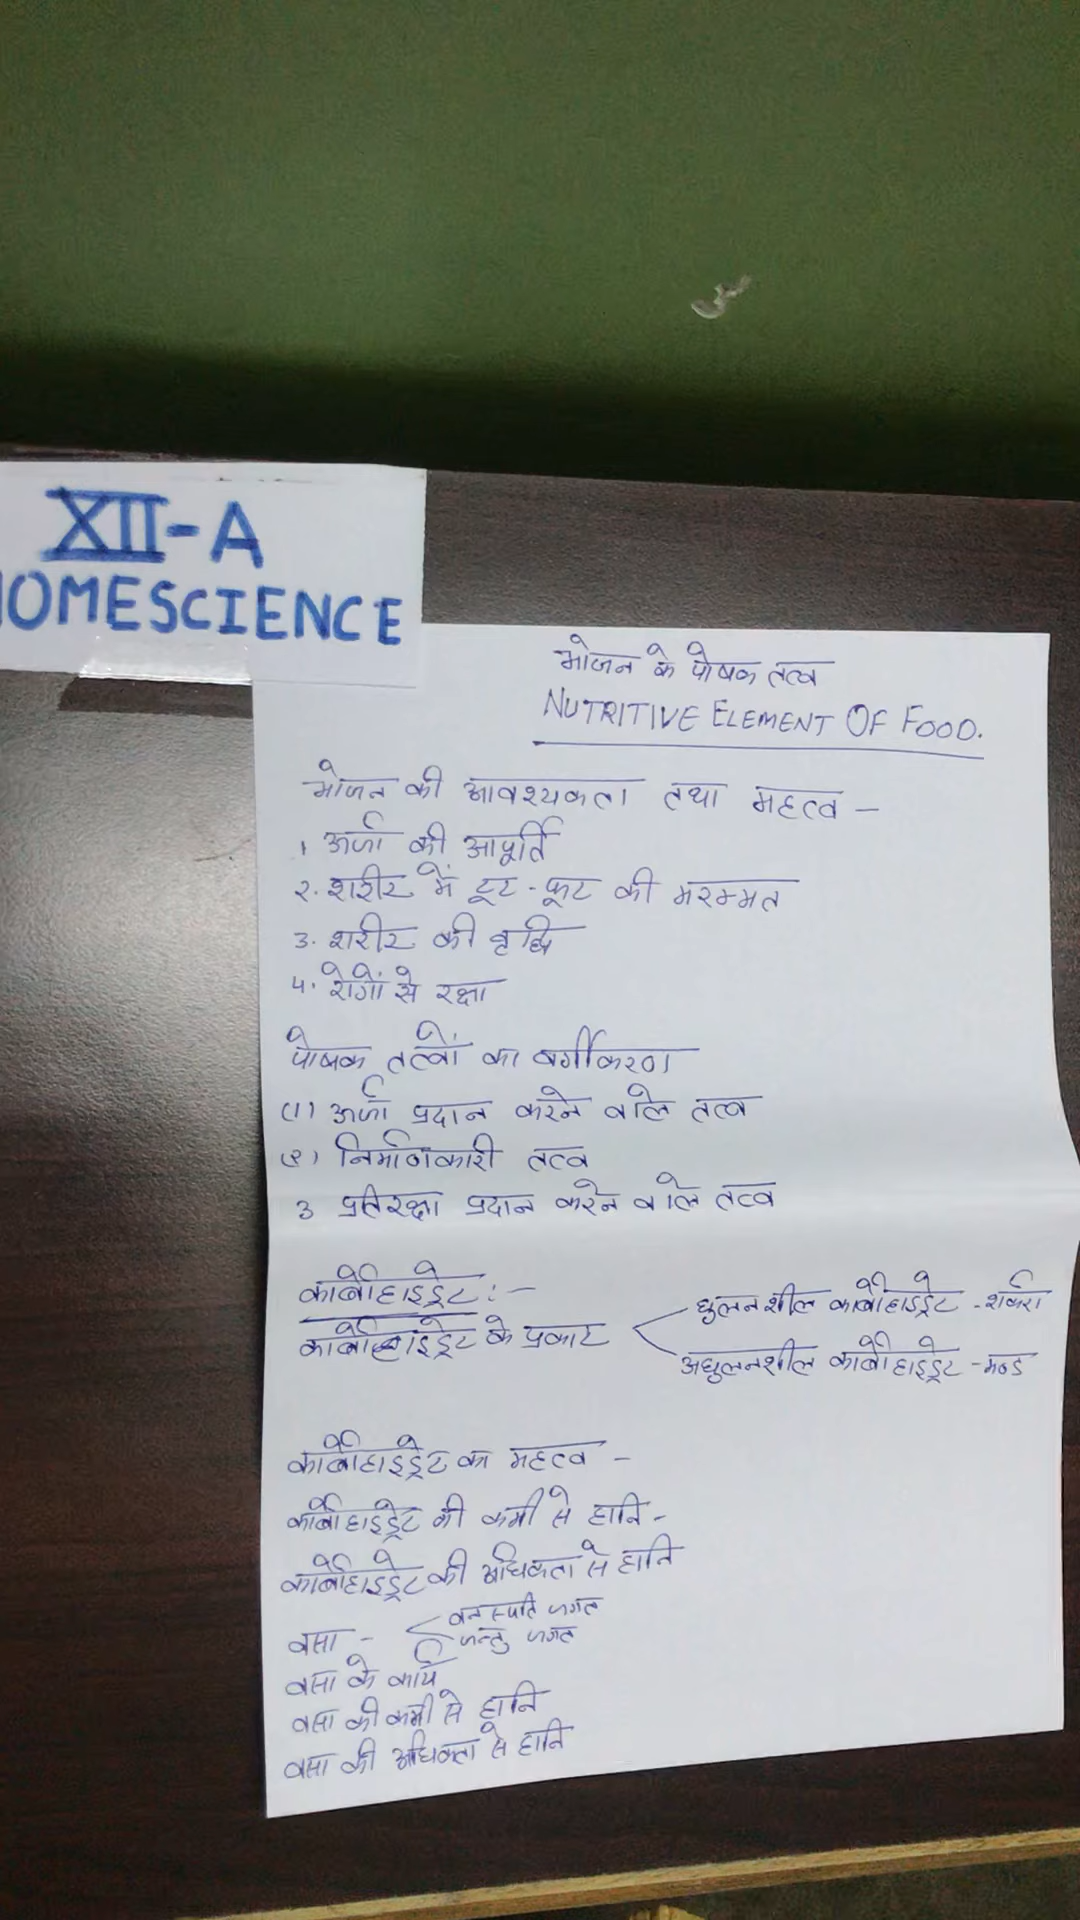 XII-A
HOMESCIENCE
भोजन के पोषक तत्व
NUTRITIVE ELEMENT OF FOOD.
भोजन की आवश्यकता तथा महत्व -
1. ऊर्जा की आपूर्ति
२. शरीर में टूट-फूट की मरम्मत
3. शरीर की वृद्धि
4. रोगों से रक्षा
पोषक तत्वों का वर्गीकरण
(1) ऊर्जा प्रदान करने वाले तत्व
(2) निर्माणकारी तत्व
3 प्रतिरक्षा प्रदान करने वाले तत्व
कार्बोहाइड्रेट :-
कार्बोहाइड्रेट के प्रकार
घुलनशील कार्बोहाइड्रेट - शर्करा
अघुलनशील कार्बोहाइड्रेट - मण्ड
कार्बोहाइड्रेट का महत्व -
कार्बोहाइड्रेट की कमी से हानि -
कार्बोहाइड्रेट की अधिकता से हानि
वसा -
वनस्पति जगत
जन्तु जगत
वसा के कार्य
वसा की कमी से हानि
वसा की अधिकता से हानि